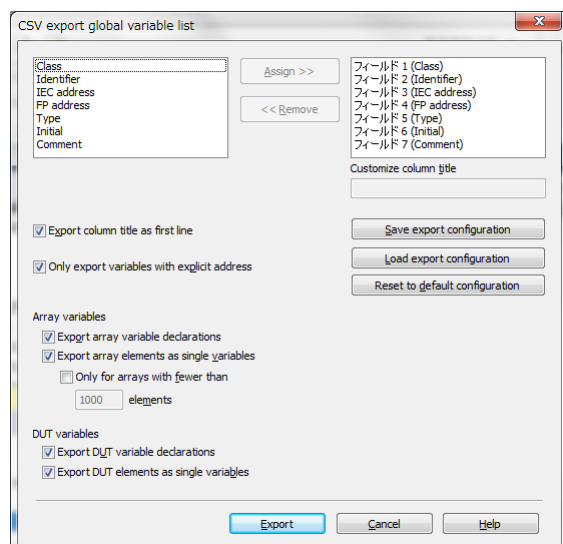 CSV export global variable list
Class
Identifier
IEC address
FP address
Type
Initial
Comment
Assign >>
<< Remove
フィールド 1 (Class)
フィールド 2 (Identifier)
フィールド 3 (IEC address)
フィールド 4 (FP address)
フィールド 5 (Type)
フィールド 6 (Initial)
フィールド 7 (Comment)
Customize column title
Export column title as first line
Only export variables with explicit address
Save export configuration
Load export configuration
Reset to default configuration
Array variables
Export array variable declarations
Export array elements as single variables
Only for arrays with fewer than
1000 elements
DUT variables
Export DUT variable declarations
Export DUT elements as single variables
Export Cancel Help